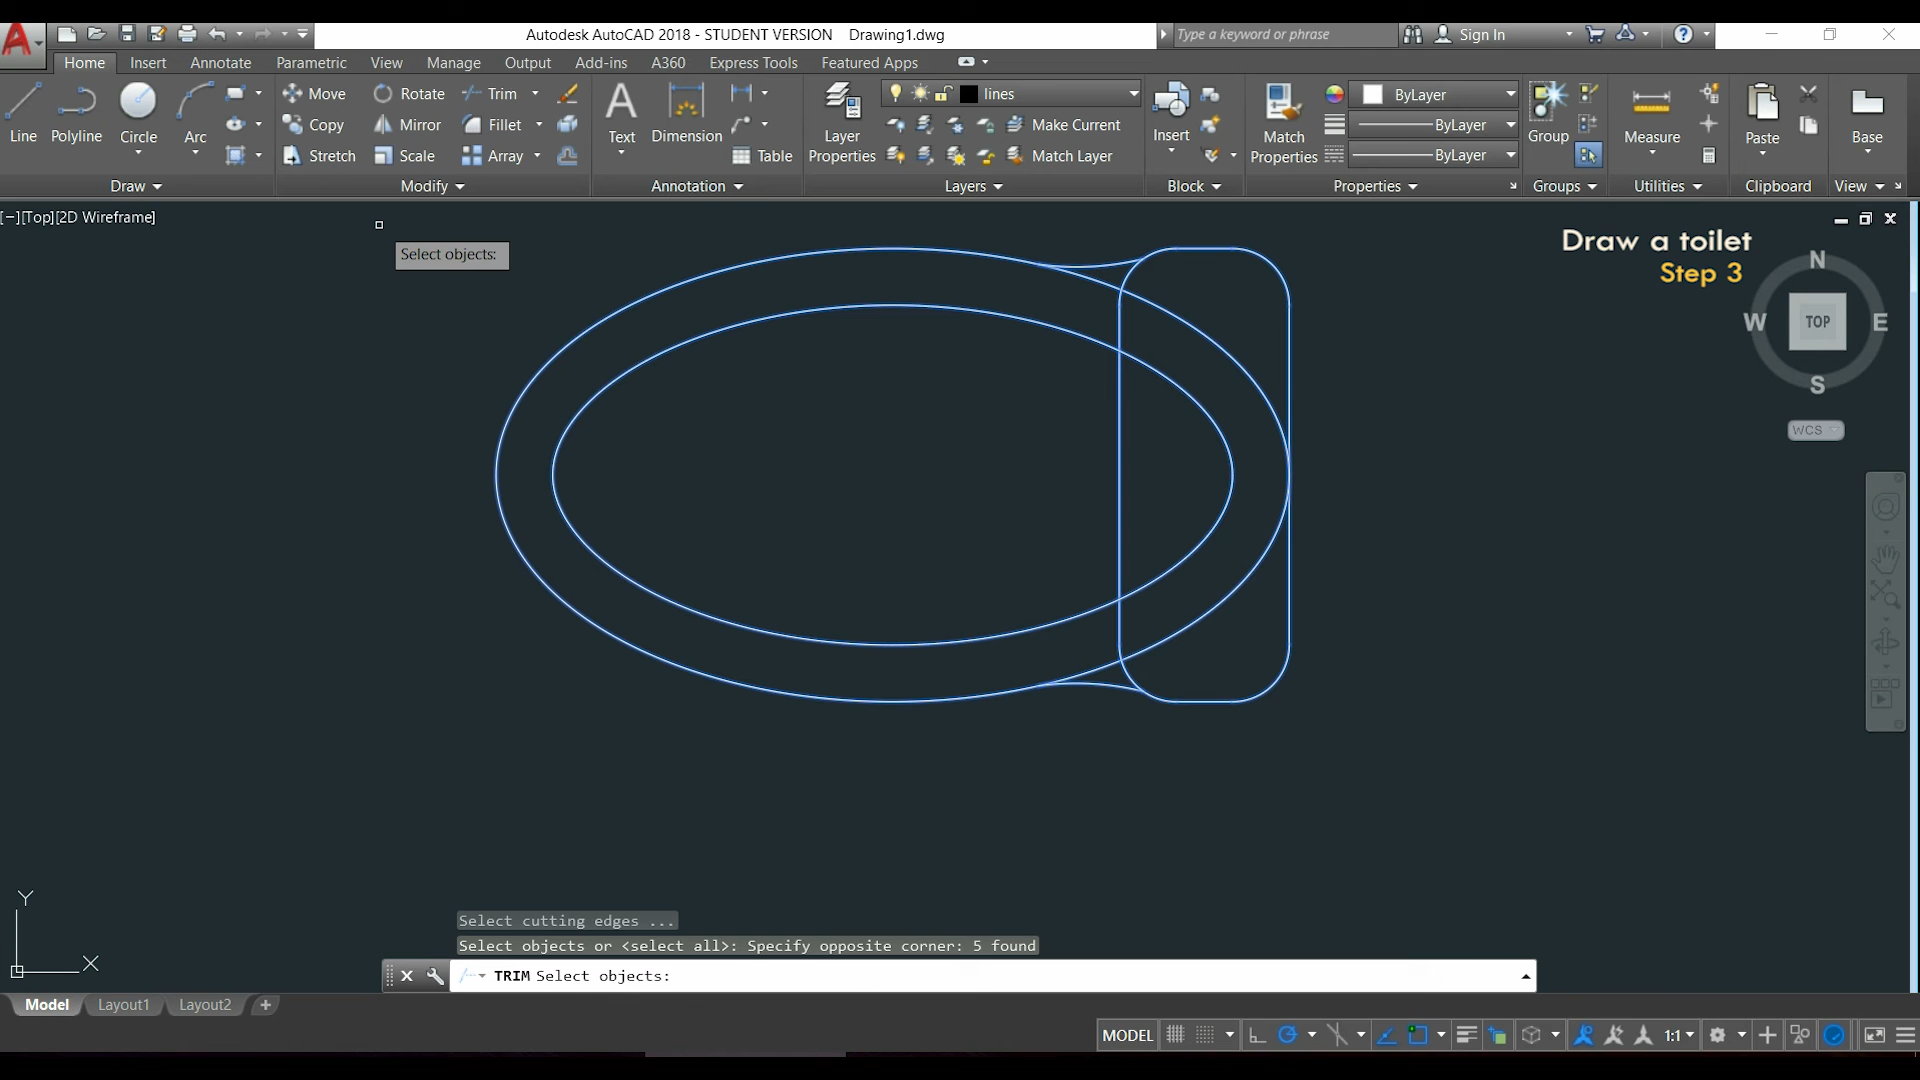 Autodesk AutoCAD 2018 - STUDENT VERSION Drawing1.dwg
Type a keyword or phrase
Sign In
Home Insert Annotate Parametric View Manage Output Add-ins A360 Express Tools Featured Apps
Line Polyline Circle Arc
Move Rotate Trim
Copy Mirror Fillet
Stretch Scale Array
Text Dimension Table
Layer Properties
lines
Make Current
Match Layer
Insert
Match Properties
ByLayer
ByLayer
ByLayer
Group Measure Paste Base
Draw Modify Annotation Layers Block Properties Groups Utilities Clipboard View
[−][Top][2D Wireframe]
Select objects:
Draw a toilet
Step 3
N
W TOP E
S
WCS
Y
X
Select cutting edges ...
Select objects or <select all>: Specify opposite corner: 5 found
TRIM Select objects:
Model Layout1 Layout2 +
MODEL 1:1